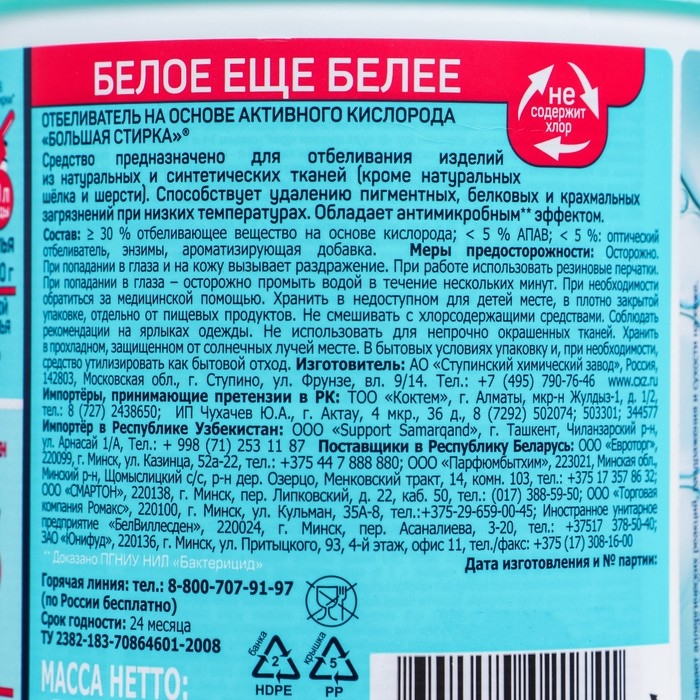 БЕЛОЕ ЕЩЕ БЕЛЕЕ
не
содержит
хлор
ОТБЕЛИВАТЕЛЬ НА ОСНОВЕ АКТИВНОГО КИСЛОРОДА
«БОЛЬШАЯ СТИРКА»®
Средство предназначено для отбеливания изделий
из натуральных и синтетических тканей (кроме натуральных
шёлка и шерсти). Способствует удалению пигментных, белковых и крахмальных
загрязнений при низких температурах. Обладает антимикробным** эффектом.
Состав: ≥ 30 % отбеливающее вещество на основе кислорода; < 5 % АПАВ; < 5 %: оптический
отбеливатель, энзимы, ароматизирующая добавка. Меры предосторожности: Осторожно.
При попадании в глаза и на кожу вызывает раздражение. При работе использовать резиновые перчатки.
При попадании в глаза – осторожно промыть водой в течение нескольких минут. При необходимости
обратиться за медицинской помощью. Хранить в недоступном для детей месте, в плотно закрытой
упаковке, отдельно от пищевых продуктов. Не смешивать с хлорсодержащими средствами. Соблюдать
рекомендации на ярлыках одежды. Не использовать для непрочно окрашенных тканей. Хранить
в прохладном, защищенном от солнечных лучей месте. В бытовых условиях упаковку и, при необходимости,
средство утилизировать как бытовой отход. Изготовитель: АО «Ступинский химический завод», Россия,
142803, Московская обл., г. Ступино, ул. Фрунзе, вл. 9/14. Тел.: +7 (495) 790-76-46 www.cxz.ru
Импортёры, принимающие претензии в РК: ТОО «Коктем», г. Алматы, мкр-н Жулдыз-1, д. 1/2,
тел.: 8 (727) 2438650; ИП Чухачев Ю.А., г. Актау, 4 мкр., 36 д., 8 (7292) 502074; 503301; 344577
Импортёр в Республике Узбекистан: ООО «Support Samarqand», г. Ташкент, Чиланзарский р-н,
ул. Арнасай 1/А, Тел.: + 998 (71) 253 11 87 Поставщики в Республику Беларусь: ООО «Евроторг»,
220099, г. Минск, ул. Казинца, 52а-22, тел.: +375 44 7 888 880; ООО «Парфюмбытхим», 223021, Минская обл.,
Минский р-н, Щомыслицкий с/с, р-н дер. Озерцо, Меньковский тракт, 14, комн. 103, тел.: +375 17 357 86 32;
ООО «СМАРТОН», 220138, г. Минск, пер. Липковский, д. 22, каб. 50, тел.: (017) 388-59-50; ООО «Торговая
компания Ромакс», 220100, г. Минск, ул. Кульман, 35А-8, тел.:+375-29-659-00-45; Иностранное унитарное
предприятие «БелВиллесден», 220024, г. Минск, пер. Асаналиева, 3-20, тел.: +37517 378-50-40;
ЗАО «Юнифуд», 220136, г. Минск, ул. Притыцкого, 93, 4-й этаж, офис 11, тел./факс: +375 (17) 308-16-00
** Доказано ПГНИУ НИЛ «Бактерицид»
Дата изготовления и № партии:
Горячая линия: тел.: 8-800-707-91-97
(по России бесплатно)
Срок годности: 24 месяца
ТУ 2382-183-70864601-2008
банка
2
HDPE
крышка
5
PP
МАССА НЕТТО: